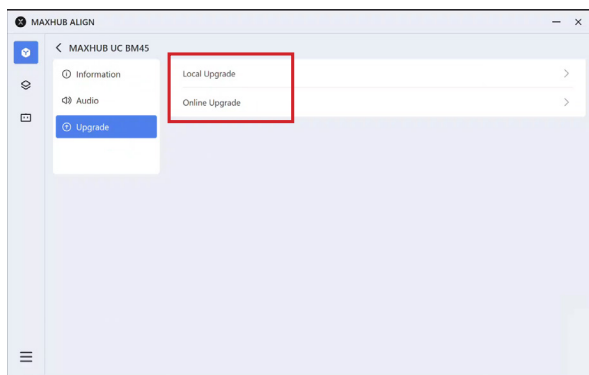 MAXHUB ALIGN
MAXHUB UC BM45
Information
Audio
Upgrade
Local Upgrade
Online Upgrade